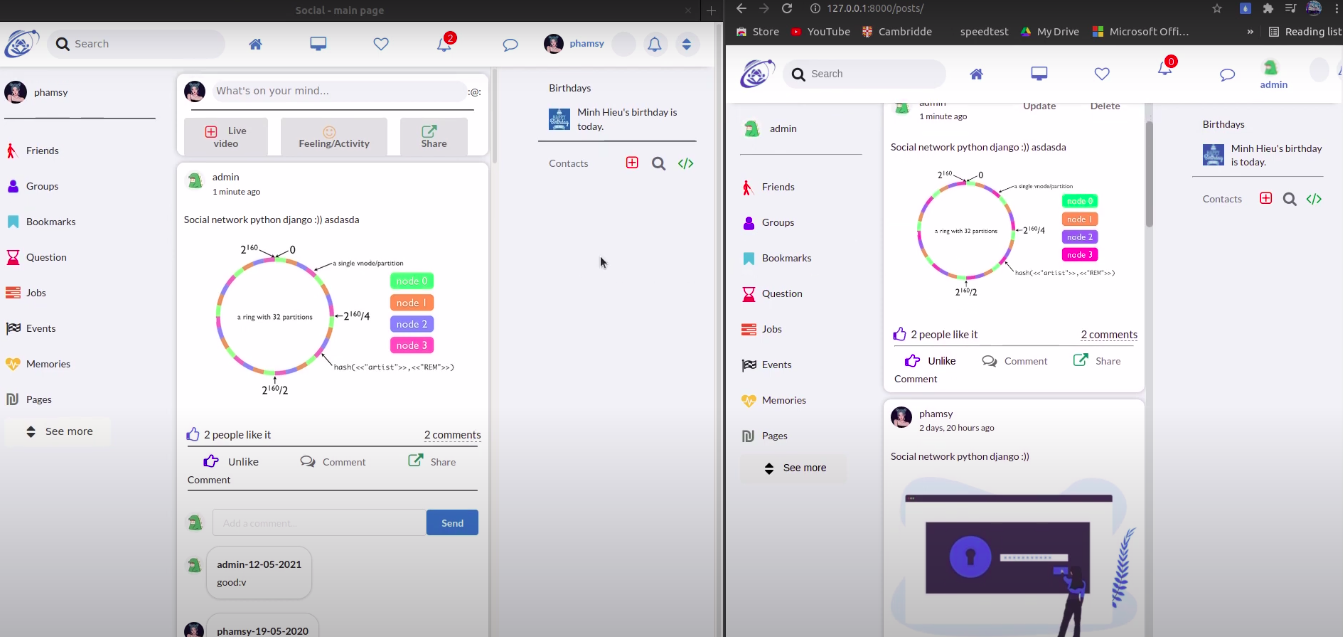 Social - main page
Search
2
phamsy
phamsy
Friends
Groups
Bookmarks
Question
Jobs
Events
Memories
Pages
See more
What's on your mind...
:@:
Live
video
Feeling/Activity
Share
admin
1 minute ago
Social network python django :)) asdasda
2^160
0
a single vnode/partition
node 0
node 1
node 2
node 3
a ring with 32 partitions
2^160/4
hash(<<"artist">>,<<"REM">>)
2^160/2
2 people like it
2 comments
Unlike
Comment
Share
Comment
Add a comment...
Send
admin-12-05-2021
good:v
phamsy-19-05-2020
Birthdays
Minh Hieu's birthday is
today.
Contacts
127.0.0.1:8000/posts/
Store
YouTube
Cambridde
speedtest
My Drive
Microsoft Offi...
»
Reading list
Search
0
admin
admin
Friends
Groups
Bookmarks
Question
Jobs
Events
Memories
Pages
See more
admin
1 minute ago
Update
Delete
Social network python django :)) asdasda
2^160
0
a single vnode/partition
node 0
node 1
node 2
node 3
a ring with 32 partitions
2^160/4
hash(<<"artist">>,<<"REM">>)
2^160/2
2 people like it
2 comments
Unlike
Comment
Share
Comment
phamsy
2 days, 20 hours ago
Social network python django :))
Birthdays
Minh Hieu's birthday
is today.
Contacts